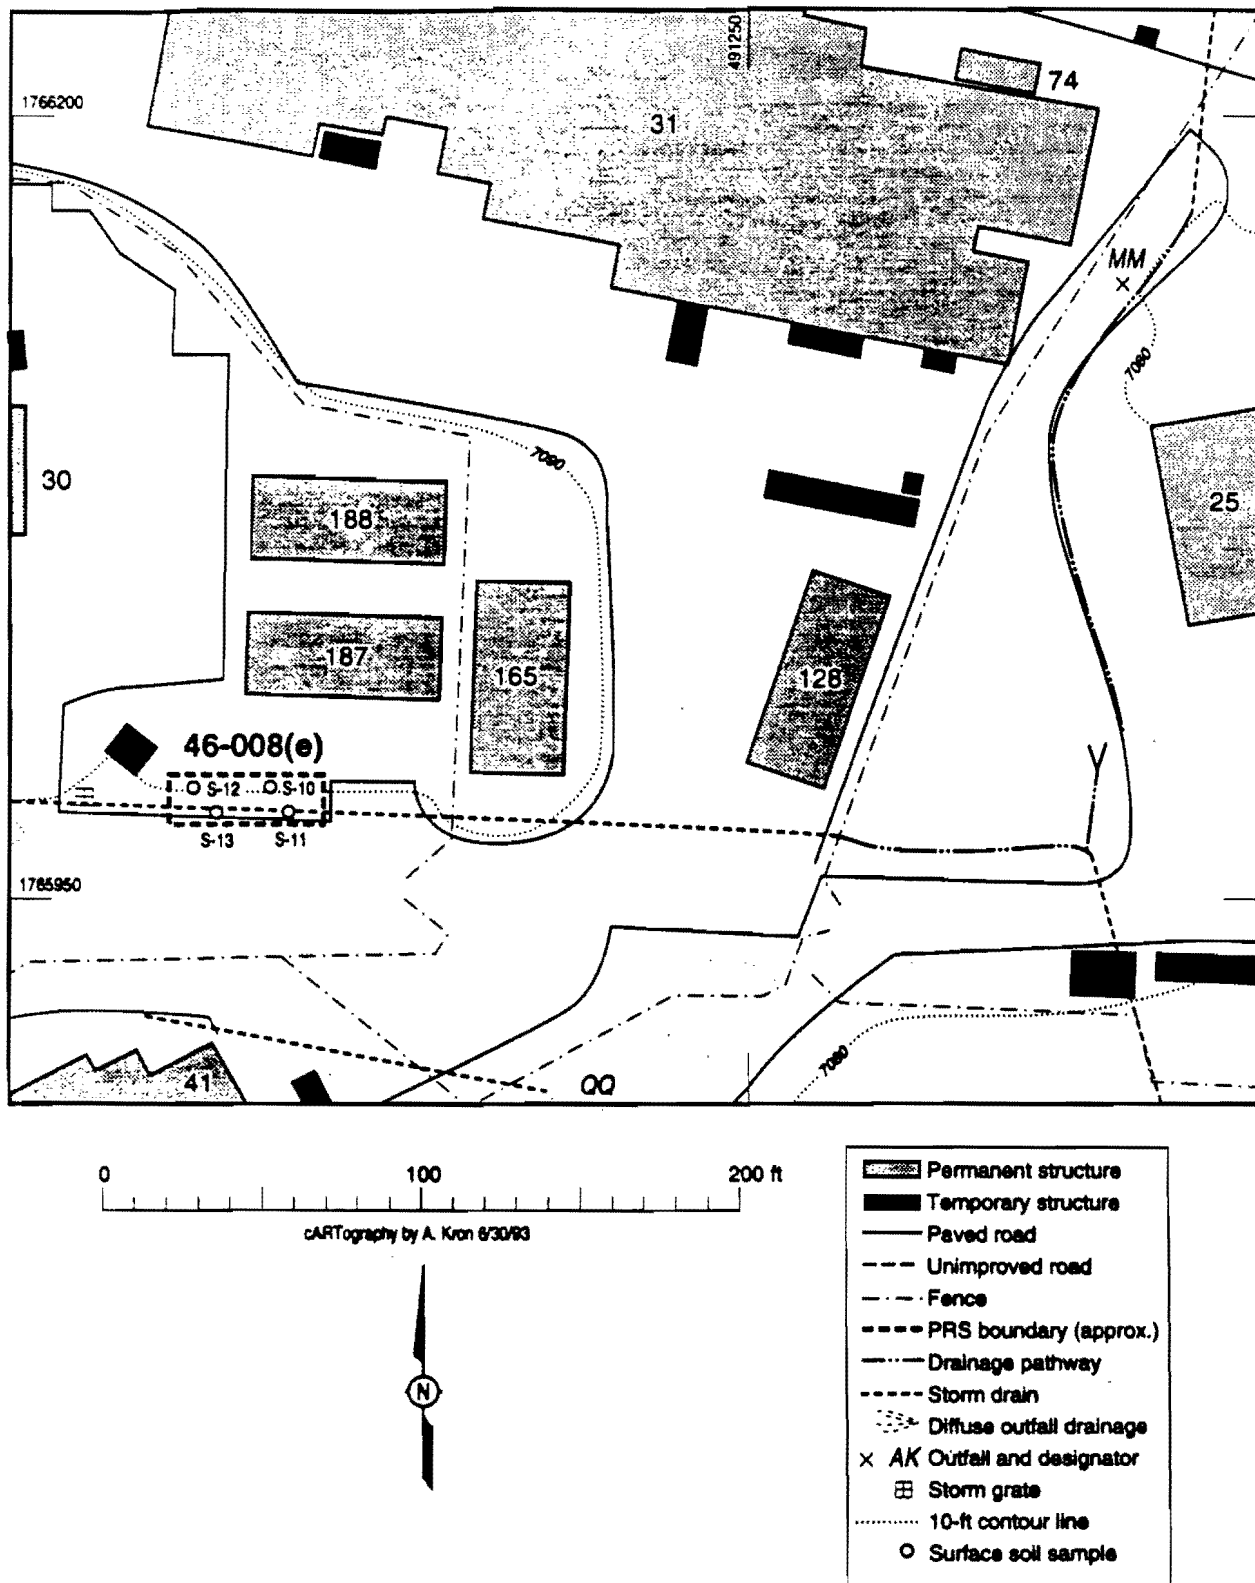 491250
74
1766200
31
MM
7080
7090
30
188
25
187
165
128
46-008(e)
S-12
S-10
S-13
S-11
1765950
7080
41
QQ
0 100 200 ft
cARTography by A. Kron 6/30/93
N
Permanent structure
Temporary structure
Paved road
Unimproved road
Fence
PRS boundary (approx.)
Drainage pathway
Storm drain
Diffuse outfall drainage
× AK Outfall and designator
Storm grate
10-ft contour line
Surface soil sample